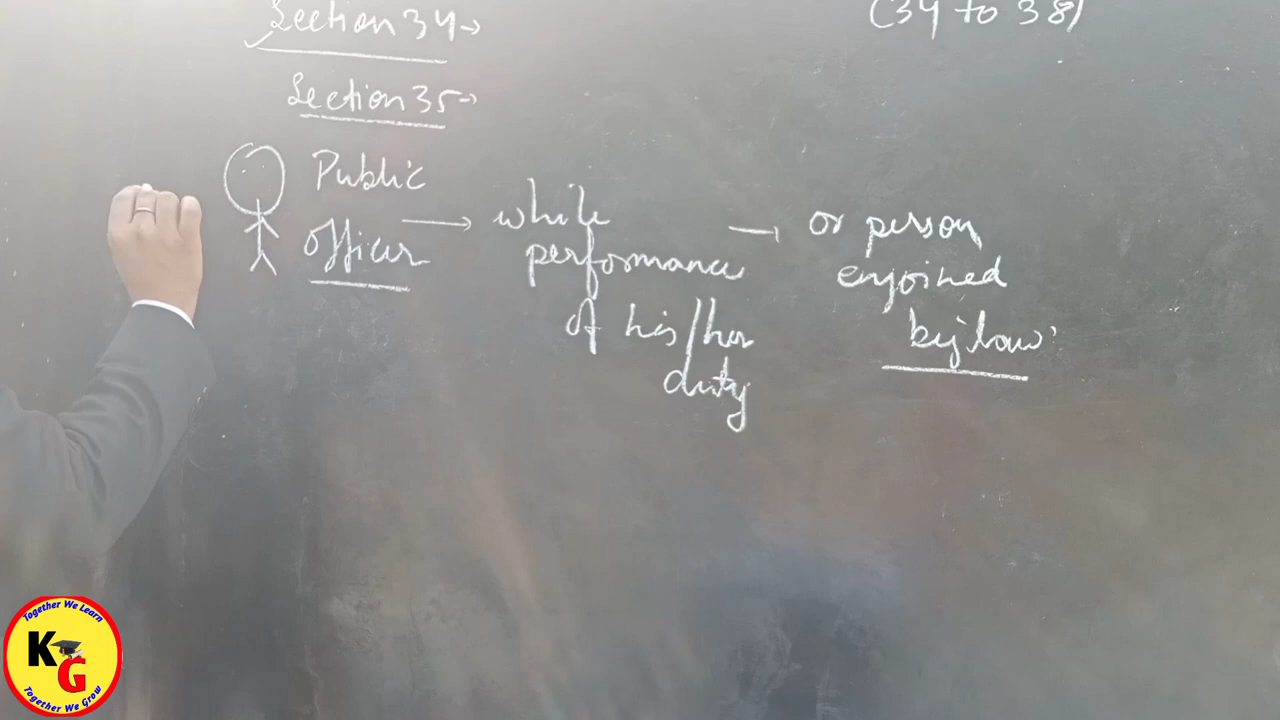 Section 34→
(34 to 38)
Section 35→
Public
officer → while
performance
of his/her
duty
→ or person
enjoined
by law'
Together We Learn
KG
Together We Grow